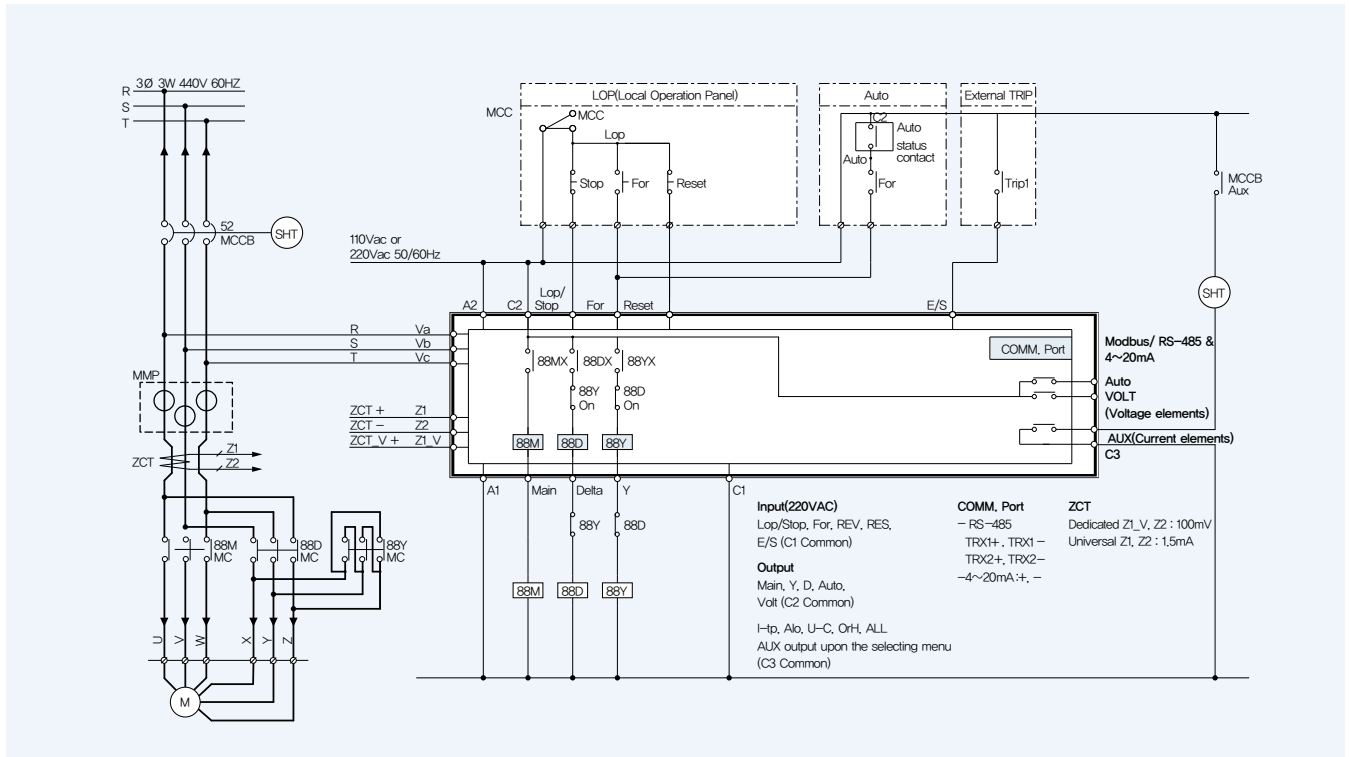 3Ø 3W 440V 60HZ
R
S
T
52
MCCB
SHT
MCC
LOP(Local Operation Panel)
MCC
Lop
Stop
For
Reset
Auto
C2
Auto
status
contact
Auto
For
External TRIP
Trip1
MCCB
Aux
SHT
110Vac or
220Vac 50/60Hz
A2
C2
Lop/
Stop
For
Reset
E/S
R Va
S Vb
T Vc
MMP
ZCT + Z1
ZCT - Z2
ZCT_V + Z1_V
ZCT
Z1
Z2
88MX
88DX
88YX
88Y
On
88D
On
88M
88D
88Y
COMM. Port
Modbus/ RS-485 &
4~20mA
Auto
VOLT
(Voltage elements)
AUX(Current elements)
C3
A1
Main
Delta
Y
C1
88Y
88D
88M
88D
88Y
88M
MC
88D
MC
88Y
MC
U
V
W
X
Y
Z
M
Input(220VAC)
Lop/Stop, For, REV, RES,
E/S (C1 Common)
Output
Main, Y, D, Auto,
Volt (C2 Common)
I-tp, Alo, U-C, OrH, ALL
AUX output upon the selecting menu
(C3 Common)
COMM. Port
- RS-485
TRX1+, TRX1 -
TRX2+, TRX2-
-4~20mA :+, -
ZCT
Dedicated Z1_V, Z2 : 100mV
Universal Z1, Z2 : 1.5mA